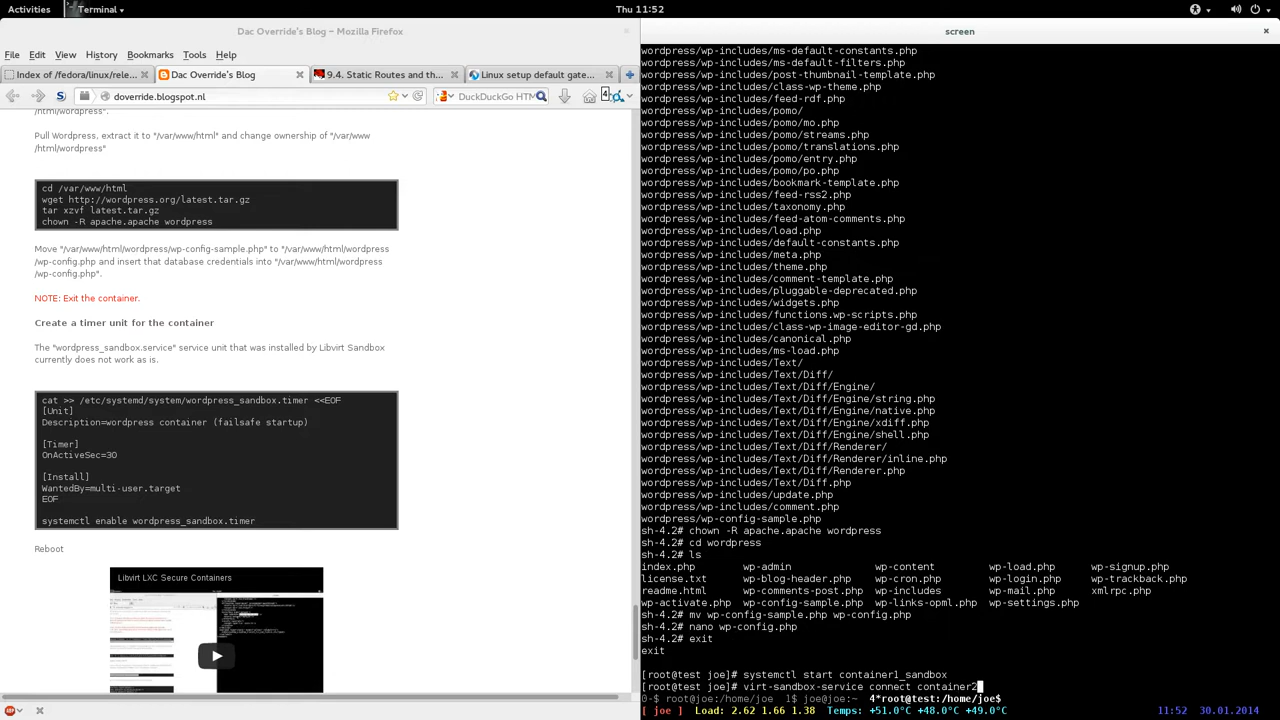 Activities
Terminal
Thu 11:52
Dac Override's Blog – Mozilla Firefox
File Edit View History Bookmarks Tools Help
Index of /fedora/linux/rele...
Dac Override's Blog
9.4. Static Routes and th...
Linux setup default gate...
doverride.blogspot.nl
DuckDuckGo HTM
4
/html/wordpress".
Pull Wordpress, extract it to "/var/www/html" and change ownership of "/var/www
/html/wordpress"
cd /var/www/html
wget http://wordpress.org/latest.tar.gz
tar xzvf latest.tar.gz
chown -R apache.apache wordpress
Move "/var/www/html/wordpress/wp-config-sample.php" to "/var/www/html/wordpress
/wp-config.php and insert that database credentials into "/var/www/html/wordpress
/wp-config.php".
NOTE: Exit the container.
Create a timer unit for the container
The "wordpress_sandbox.service" service unit that was installed by Libvirt Sandbox
currently does not work as is.
cat >> /etc/systemd/system/wordpress_sandbox.timer <<EOF
[Unit]
Description=wordpress container (failsafe startup)
[Timer]
OnActiveSec=30
[Install]
WantedBy=multi-user.target
EOF
systemctl enable wordpress_sandbox.timer
Reboot
Libvirt LXC Secure Containers
screen
wordpress/wp-includes/ms-default-constants.php
wordpress/wp-includes/ms-default-filters.php
wordpress/wp-includes/post-thumbnail-template.php
wordpress/wp-includes/class-wp-theme.php
wordpress/wp-includes/feed-rdf.php
wordpress/wp-includes/pomo/
wordpress/wp-includes/pomo/mo.php
wordpress/wp-includes/pomo/streams.php
wordpress/wp-includes/pomo/translations.php
wordpress/wp-includes/pomo/entry.php
wordpress/wp-includes/pomo/po.php
wordpress/wp-includes/bookmark-template.php
wordpress/wp-includes/feed-rss2.php
wordpress/wp-includes/taxonomy.php
wordpress/wp-includes/feed-atom-comments.php
wordpress/wp-includes/load.php
wordpress/wp-includes/default-constants.php
wordpress/wp-includes/meta.php
wordpress/wp-includes/theme.php
wordpress/wp-includes/comment-template.php
wordpress/wp-includes/pluggable-deprecated.php
wordpress/wp-includes/widgets.php
wordpress/wp-includes/functions.wp-scripts.php
wordpress/wp-includes/class-wp-image-editor-gd.php
wordpress/wp-includes/canonical.php
wordpress/wp-includes/ms-load.php
wordpress/wp-includes/Text/
wordpress/wp-includes/Text/Diff/
wordpress/wp-includes/Text/Diff/Engine/
wordpress/wp-includes/Text/Diff/Engine/string.php
wordpress/wp-includes/Text/Diff/Engine/native.php
wordpress/wp-includes/Text/Diff/Engine/xdiff.php
wordpress/wp-includes/Text/Diff/Engine/shell.php
wordpress/wp-includes/Text/Diff/Renderer/
wordpress/wp-includes/Text/Diff/Renderer/inline.php
wordpress/wp-includes/Text/Diff/Renderer.php
wordpress/wp-includes/Text/Diff.php
wordpress/wp-includes/update.php
wordpress/wp-includes/comment.php
wordpress/wp-config-sample.php
sh-4.2# chown -R apache.apache wordpress
sh-4.2# cd wordpress
sh-4.2# ls
index.php wp-admin wp-content wp-load.php wp-signup.php
license.txt wp-blog-header.php wp-cron.php wp-login.php wp-trackback.php
readme.html wp-comments-post.php wp-includes wp-mail.php xmlrpc.php
wp-activate.php wp-config-sample.php wp-links-opml.php wp-settings.php
sh-4.2# mv wp-config-sample.php wp-config.php
sh-4.2# nano wp-config.php
sh-4.2# exit
exit
[root@test joe]# systemctl start container1_sandbox
[root@test joe]# virt-sandbox-service connect container2
0-$ root@joe:/home/joe 1$ joe@joe:~ 4*root@test:/home/joe$
[ joe ] Load: 2.62 1.66 1.38 Temps: +51.0°C +48.0°C +49.0°C 11:52 30.01.2014